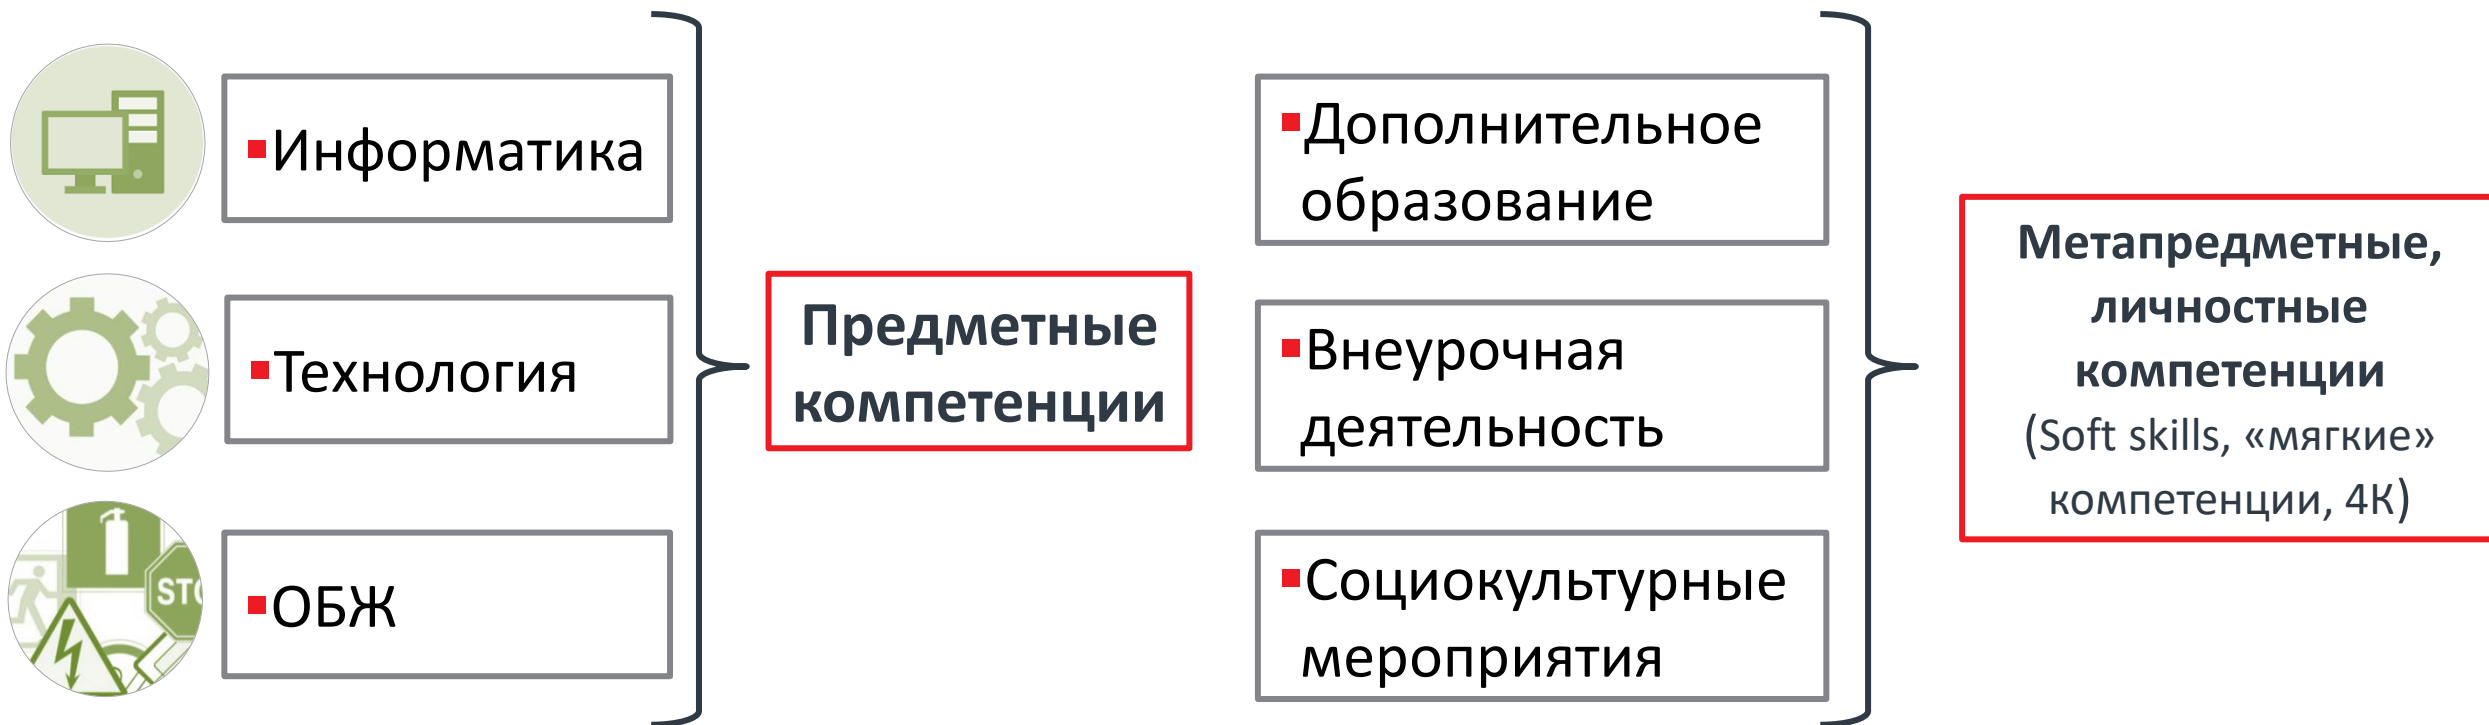 ▪Информатика
▪Технология
STO
▪ОБЖ
Предметные
компетенции
▪Дополнительное
образование
▪Внеурочная
деятельность
▪Социокультурные
мероприятия
Метапредметные,
личностные
компетенции
(Soft skills, «мягкие»
компетенции, 4К)